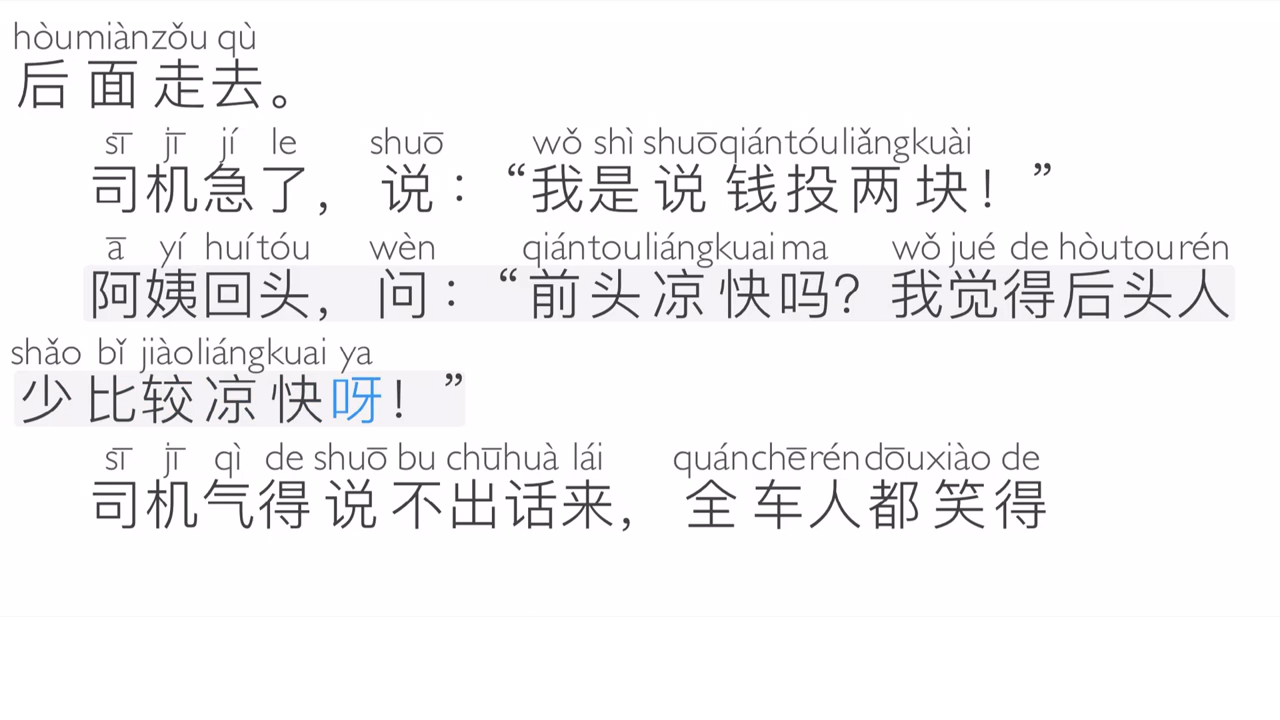 hòumiànzǒu qù
后面走去。
sī jī jí le shuō wǒ shì shuōqiántóuliǎngkuài
司机急了，说：“我是说钱投两块！”
ā yí huítóu wèn qiántouliángkuai ma wǒ jué de hòutourén
阿姨回头，问：“前头凉快吗？我觉得后头人
shǎo bǐ jiàoliángkuai ya
少比较凉快呀！”
sī jī qì de shuō bu chūhuà lái quánchēréndōuxiào de
司机气得说不出话来，全车人都笑得